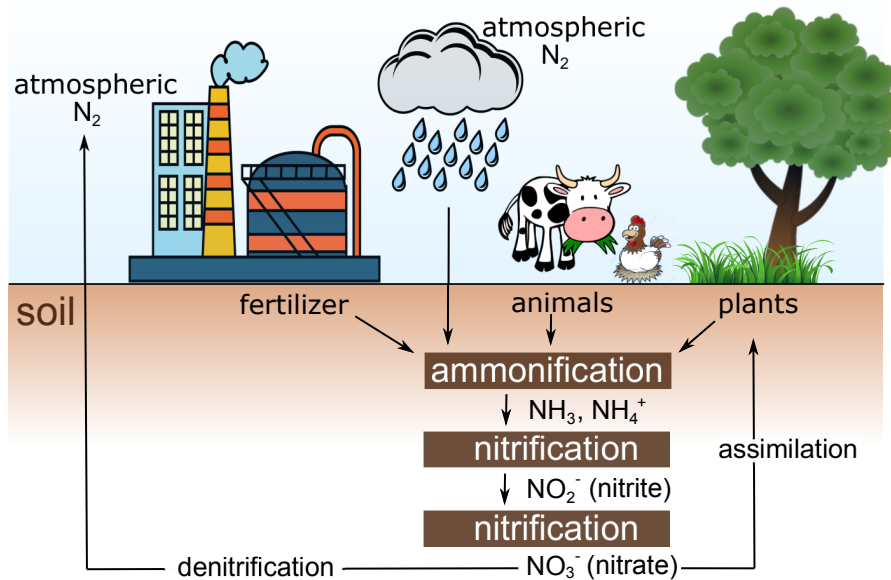 atmospheric
N₂
atmospheric
N₂
soil
fertilizer
animals
plants
ammonification
NH₃, NH₄⁺
nitrification
assimilation
NO₂⁻ (nitrite)
nitrification
denitrification
NO₃⁻ (nitrate)